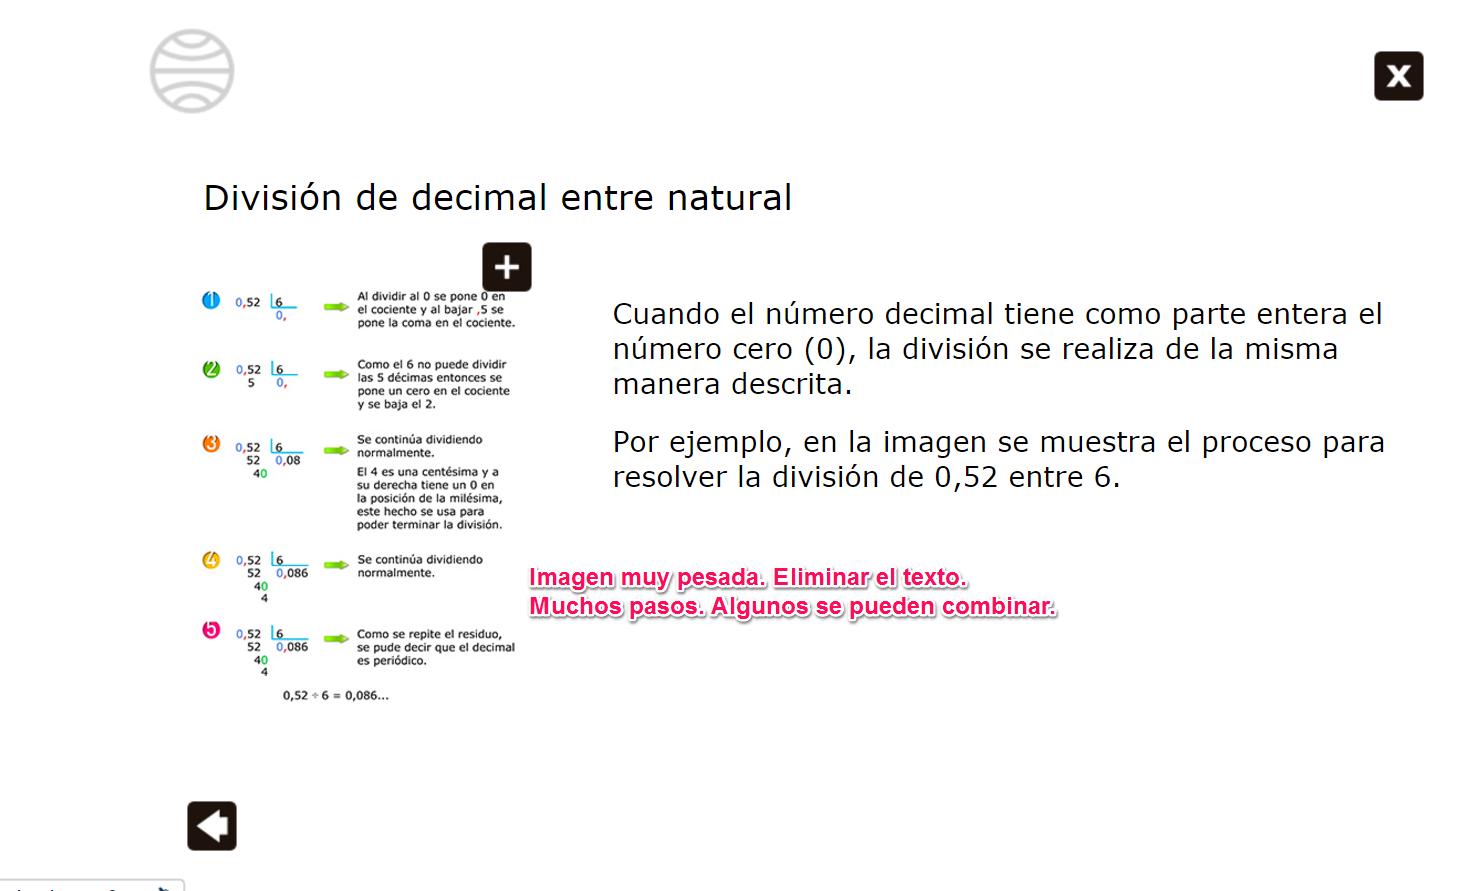 X
División de decimal entre natural
+
1 0,52 6 Al dividir al 0 se pone 0 en
0, el cociente y al bajar ,5 se
pone la coma en el cociente.
2 0,52 6 Como el 6 no puede dividir
5 0, las 5 décimas entonces se
pone un cero en el cociente
y se baja el 2.
3 0,52 6 Se continúa dividiendo
52 0,08 normalmente.
40 El 4 es una centésima y a
su derecha tiene un 0 en
la posición de la milésima,
este hecho se usa para
poder terminar la división.
4 0,52 6 Se continúa dividiendo
52 0,086 normalmente.
40
4
5 0,52 6 Como se repite el residuo,
52 0,086 se pude decir que el decimal
40 es periódico.
4
0,52 ÷ 6 = 0,086...
Cuando el número decimal tiene como parte entera el
número cero (0), la división se realiza de la misma
manera descrita.
Por ejemplo, en la imagen se muestra el proceso para
resolver la división de 0,52 entre 6.
Imagen muy pesada. Eliminar el texto.
Muchos pasos. Algunos se pueden combinar.